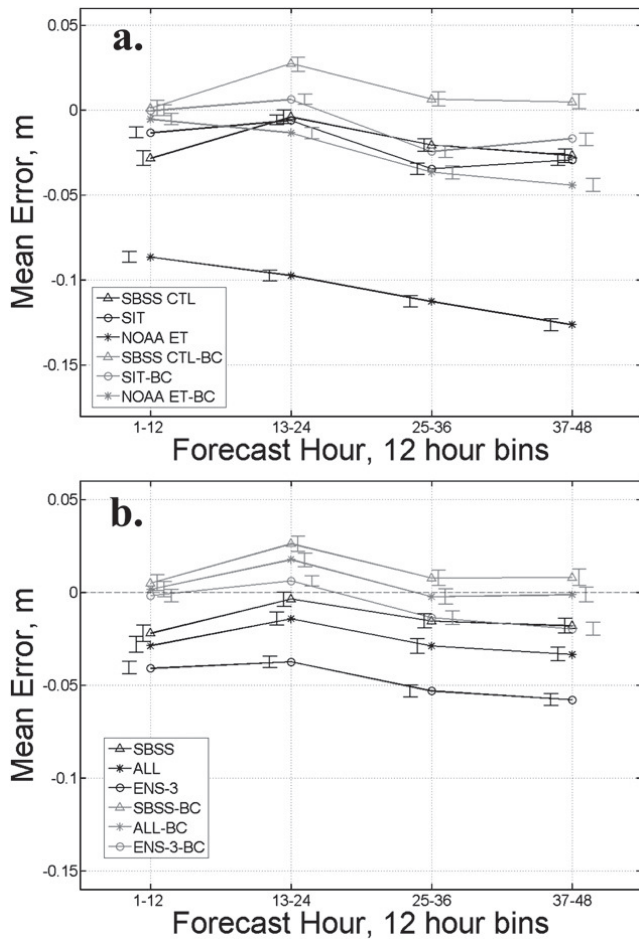 a.
0.05
0
-0.05
-0.1
-0.15
Mean Error, m
SBSS CTL
SIT
NOAA ET
SBSS CTL-BC
SIT-BC
NOAA ET-BC
1-12 13-24 25-36 37-48
Forecast Hour, 12 hour bins
b.
0.05
0
-0.05
-0.1
-0.15
Mean Error, m
SBSS
ALL
ENS-3
SBSS-BC
ALL-BC
ENS-3-BC
1-12 13-24 25-36 37-48
Forecast Hour, 12 hour bins